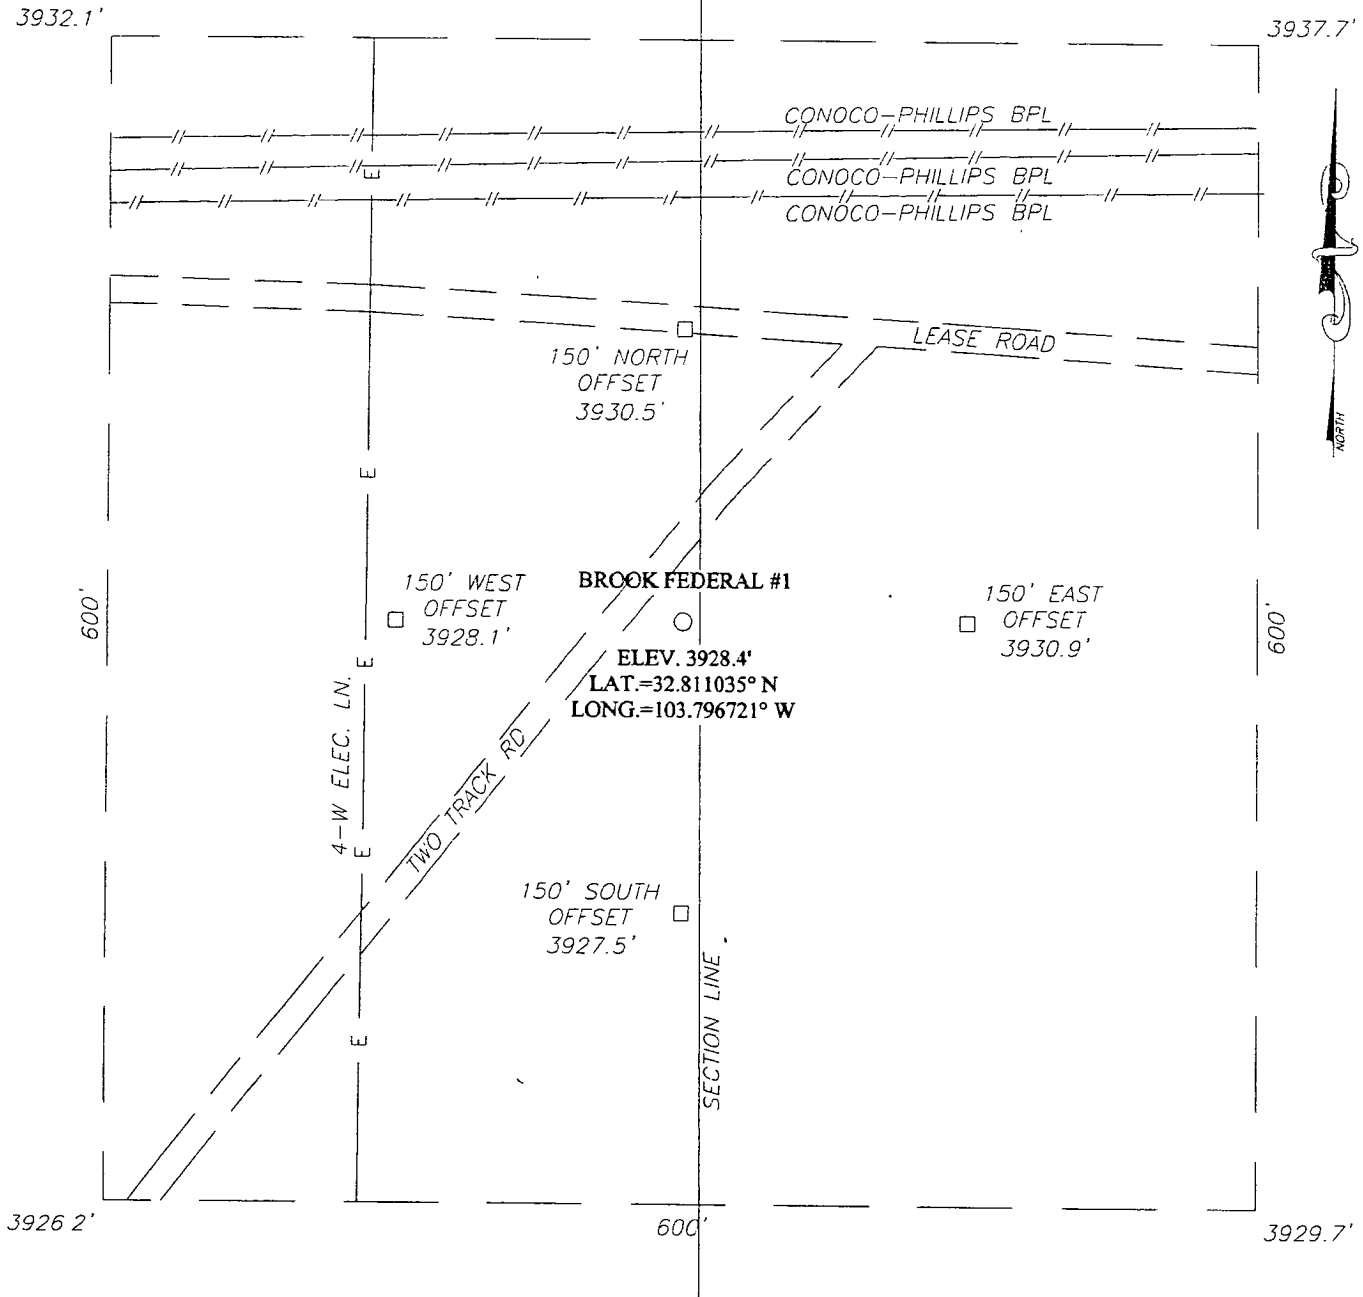 3932.1'
3937.7'
CONOCO-PHILLIPS BPL
CONOCO-PHILLIPS BPL
CONOCO-PHILLIPS BPL
E
NORTH
LEASE ROAD
150' NORTH
OFFSET
3930.5'
E
BROOK FEDERAL #1
150' WEST
OFFSET
3928.1'
150' EAST
OFFSET
3930.9'
600'
600'
E
ELEV. 3928.4'
LAT.=32.811035° N
LONG.=103.796721° W
4-W ELEC. LN.
TWO TRACK RD
E
150' SOUTH
OFFSET
3927.5'
SECTION LINE
E
3926 2'
600'
3929.7'